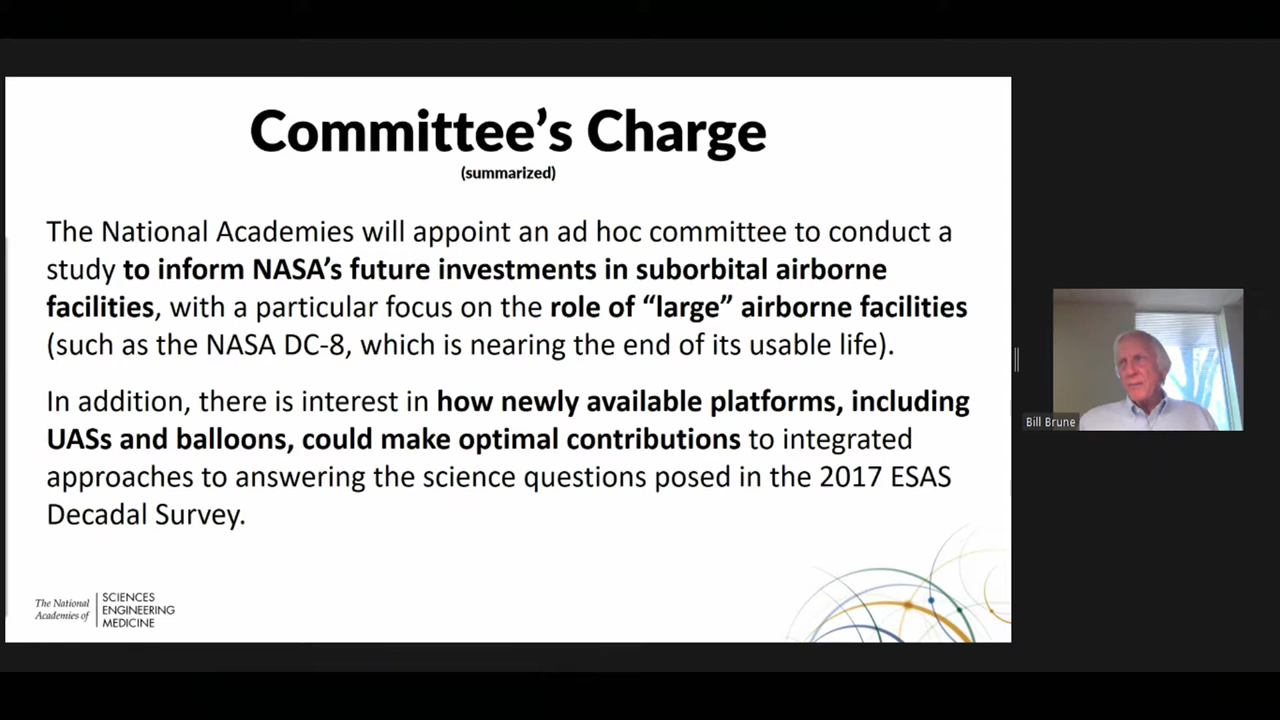 Committee’s Charge
(summarized)
The National Academies will appoint an ad hoc committee to conduct a
study to inform NASA’s future investments in suborbital airborne
facilities, with a particular focus on the role of “large” airborne facilities
(such as the NASA DC-8, which is nearing the end of its usable life).
In addition, there is interest in how newly available platforms, including
UASs and balloons, could make optimal contributions to integrated
approaches to answering the science questions posed in the 2017 ESAS
Decadal Survey.
The National
Academies of
SCIENCES
ENGINEERING
MEDICINE
Bill Brune